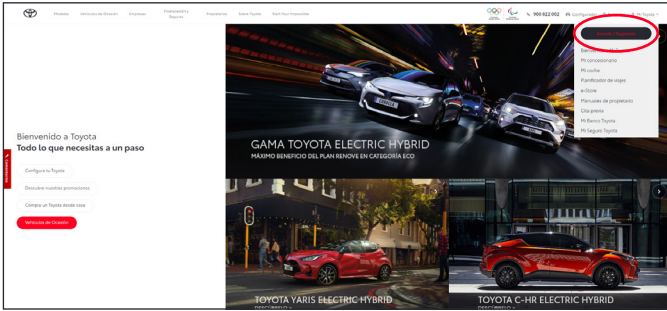 Modelos Vehículos de Ocasión Empresas Financiación y Seguros Propietarios Sobre Toyota Start Your Impossible
900 822 002 Configurador Mi Toyota
Mi concesionario
Mi coche
Planificador de viajes
e-Store
Manuales de propietario
Cita previa
Mi Banco Toyota
Mi Seguro Toyota
Bienvenido a Toyota
Todo lo que necesitas a un paso
Configura tu Toyota
Descubre nuestras promociones
Compra un Toyota desde casa
Vehículos de Ocasión
GAMA TOYOTA ELECTRIC HYBRID
MÁXIMO BENEFICIO DEL PLAN RENOVE EN CATEGORÍA ECO
TOYOTA YARIS ELECTRIC HYBRID
DESCÚBRELO >
TOYOTA C-HR ELECTRIC HYBRID
DESCÚBRELO >